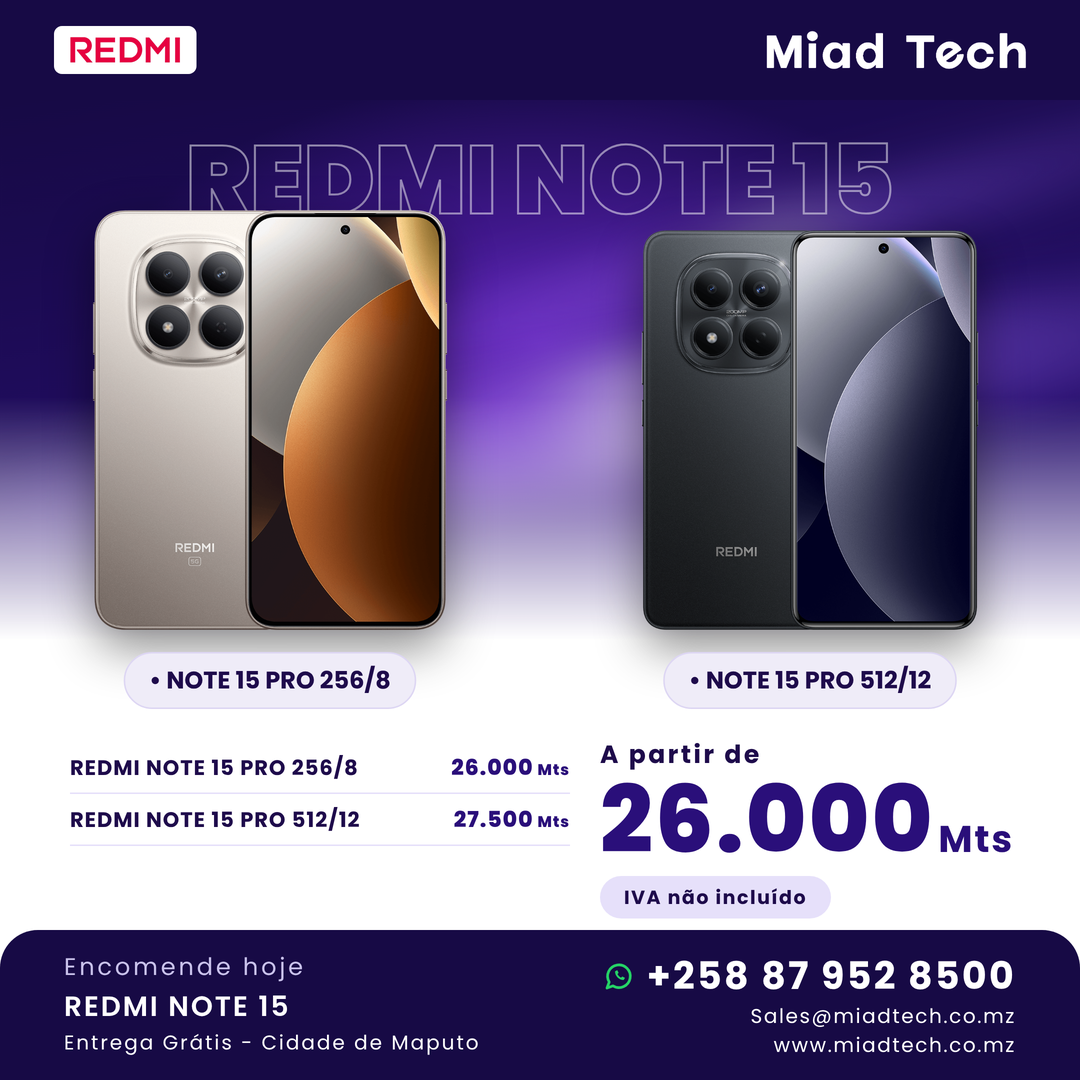 REDMI
Miad Tech
REDMI NOTE 15
REDMI
5G
REDMI
• NOTE 15 PRO 256/8
• NOTE 15 PRO 512/12
REDMI NOTE 15 PRO 256/8 26.000 Mts
REDMI NOTE 15 PRO 512/12 27.500 Mts
A partir de
26.000 Mts
IVA não incluído
Encomende hoje
REDMI NOTE 15
Entrega Grátis - Cidade de Maputo
+258 87 952 8500
Sales@miadtech.co.mz
www.miadtech.co.mz